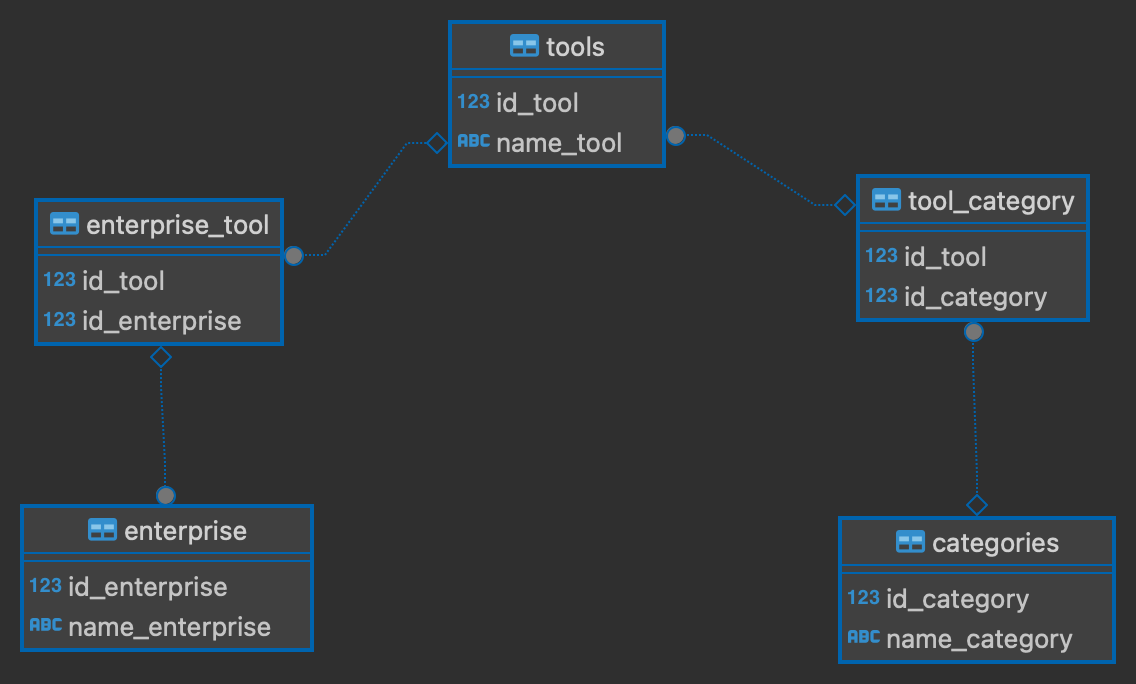 tools
123 id_tool
ABC name_tool
enterprise_tool
123 id_tool
123 id_enterprise
tool_category
123 id_tool
123 id_category
enterprise
123 id_enterprise
ABC name_enterprise
categories
123 id_category
ABC name_category